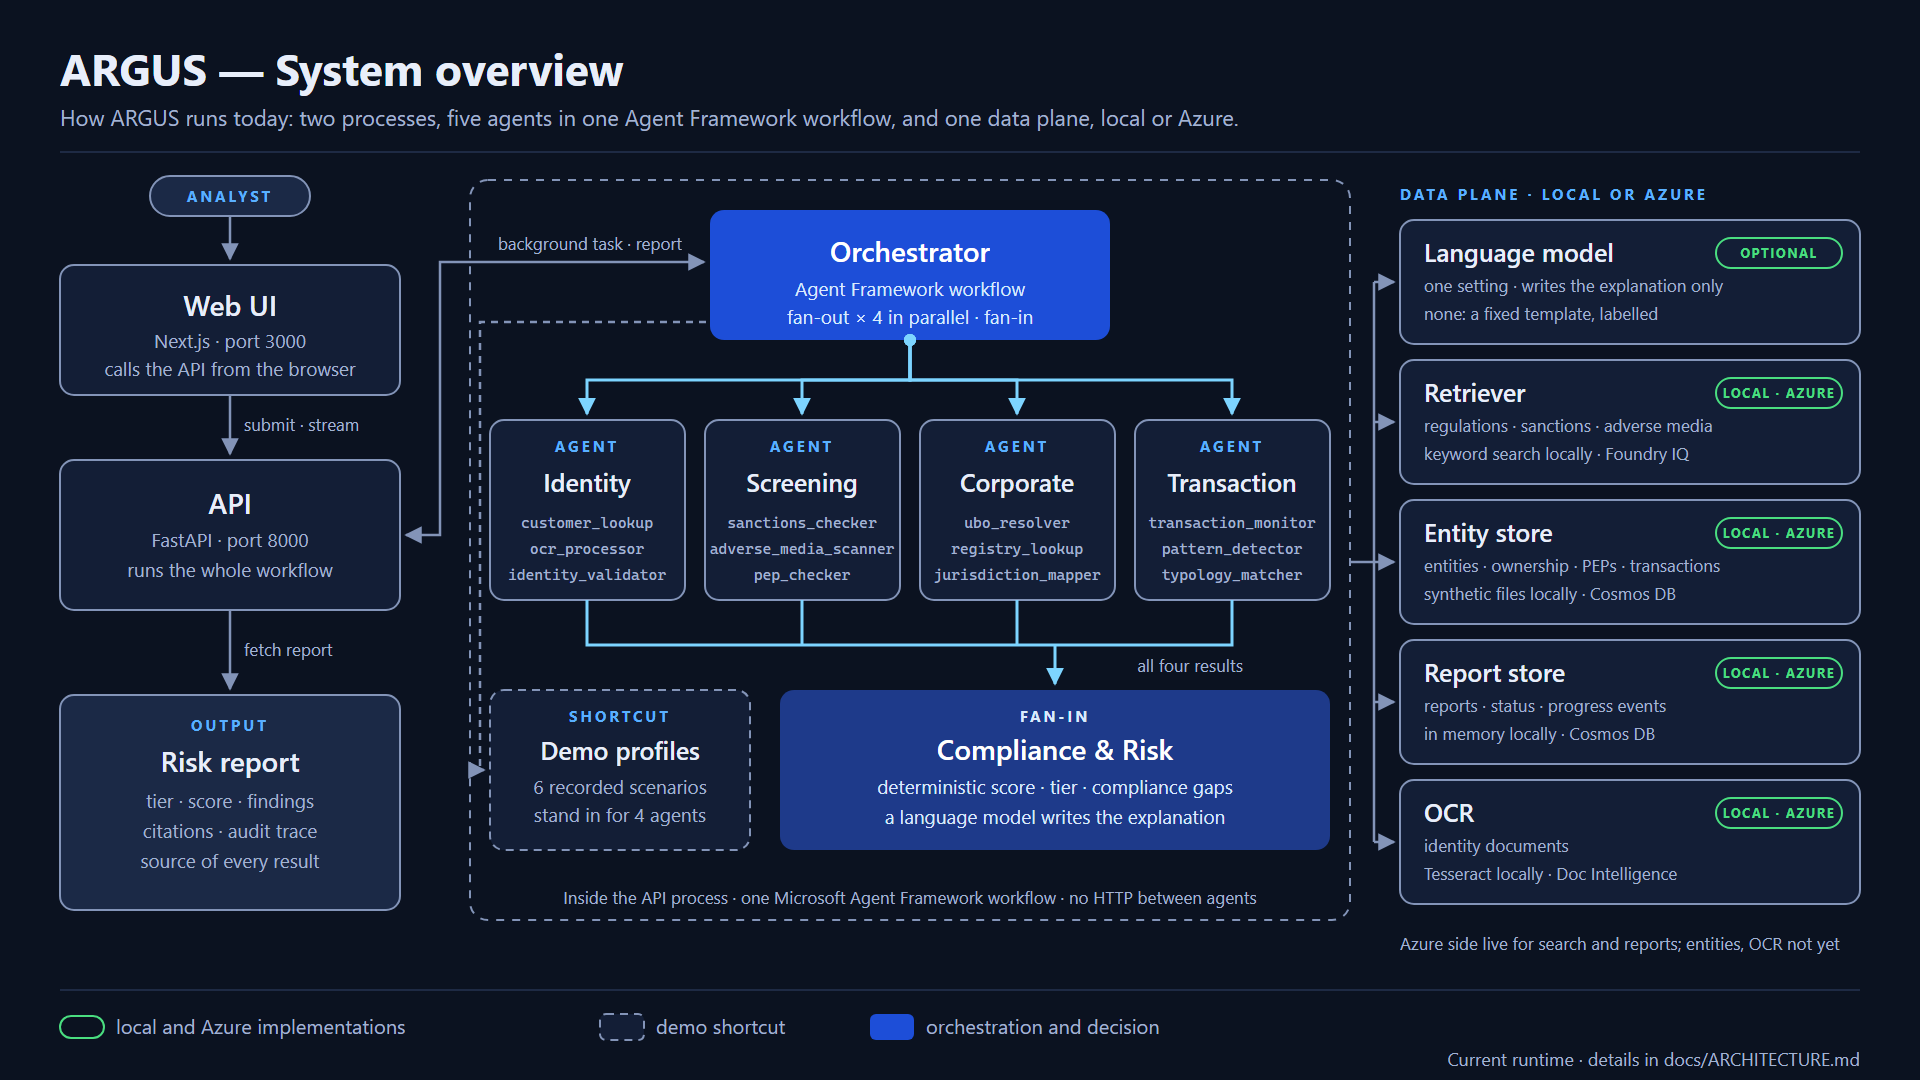 ARGUS — System overview
How ARGUS runs today: two processes, five agents in one Agent Framework workflow, and one data plane, local or Azure.
ANALYST
Web UI
Next.js · port 3000
calls the API from the browser
submit · stream
API
FastAPI · port 8000
runs the whole workflow
fetch report
OUTPUT
Risk report
tier · score · findings
citations · audit trace
source of every result
background task · report
Orchestrator
Agent Framework workflow
fan-out × 4 in parallel · fan-in
AGENT
Identity
customer_lookup
ocr_processor
identity_validator
AGENT
Screening
sanctions_checker
adverse_media_scanner
pep_checker
AGENT
Corporate
ubo_resolver
registry_lookup
jurisdiction_mapper
AGENT
Transaction
transaction_monitor
pattern_detector
typology_matcher
all four results
SHORTCUT
Demo profiles
6 recorded scenarios
stand in for 4 agents
FAN-IN
Compliance & Risk
deterministic score · tier · compliance gaps
a language model writes the explanation
Inside the API process · one Microsoft Agent Framework workflow · no HTTP between agents
DATA PLANE · LOCAL OR AZURE
Language model
OPTIONAL
one setting · writes the explanation only
none: a fixed template, labelled
Retriever
LOCAL · AZURE
regulations · sanctions · adverse media
keyword search locally · Foundry IQ
Entity store
LOCAL · AZURE
entities · ownership · PEPs · transactions
synthetic files locally · Cosmos DB
Report store
LOCAL · AZURE
reports · status · progress events
in memory locally · Cosmos DB
OCR
LOCAL · AZURE
identity documents
Tesseract locally · Doc Intelligence
Azure side live for search and reports; entities, OCR not yet
local and Azure implementations
demo shortcut
orchestration and decision
Current runtime · details in docs/ARCHITECTURE.md